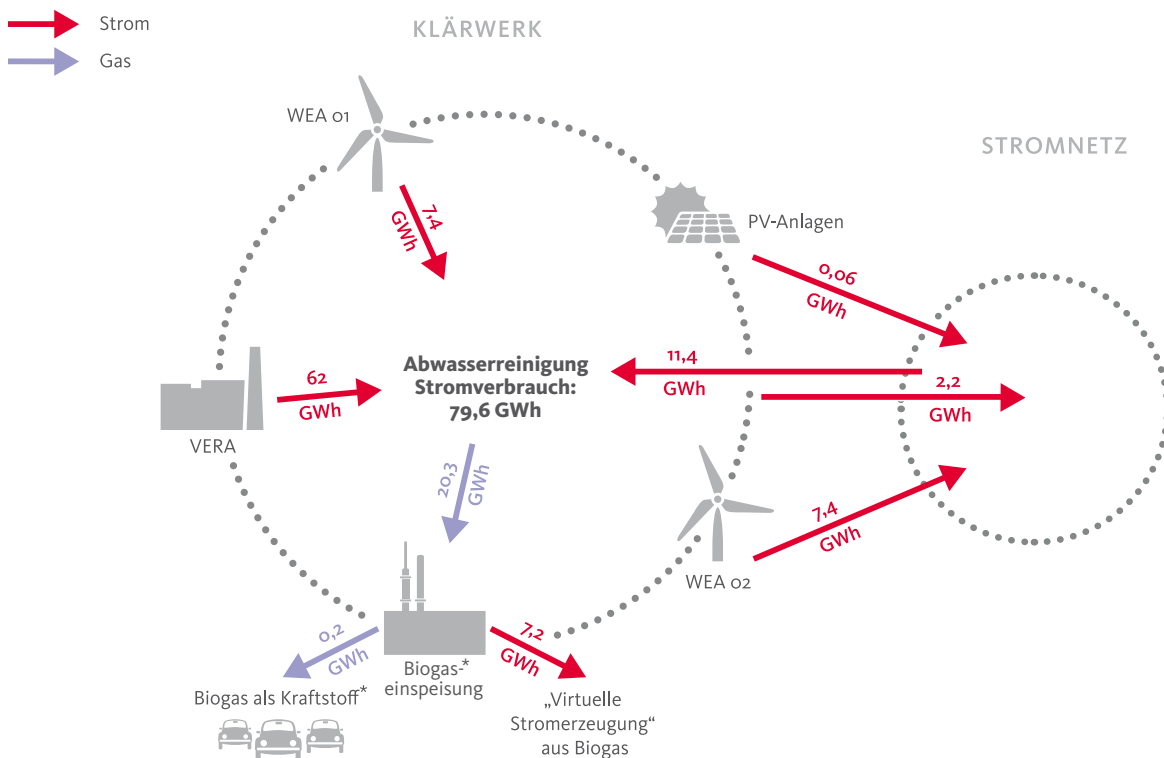 Strom
Gas
KLÄRWERK
STROMNETZ
WEA 01
7,4
GWh
PV-Anlagen
0,06
GWh
Abwasserreinigung
Stromverbrauch:
79,6 GWh
11,4
GWh
2,2
GWh
62
GWh
VERA
20,3
GWh
7,4
GWh
WEA 02
0,2
GWh
7,2
GWh
Biogas-*
einspeisung
Biogas als Kraftstoff*
„Virtuelle
Stromerzeugung“
aus Biogas